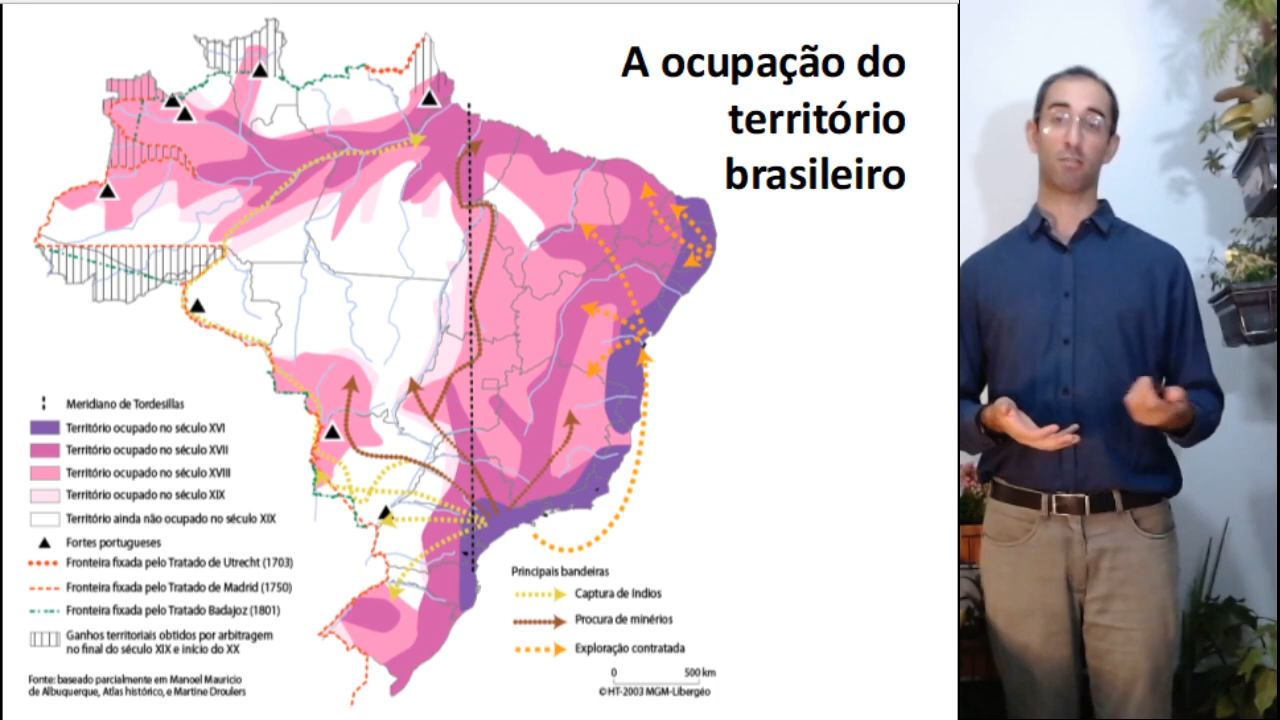 A ocupação do
território
brasileiro
Meridiano de Tordesillas
Território ocupado no século XVI
Território ocupado no século XVII
Território ocupado no século XVIII
Território ocupado no século XIX
Território ainda não ocupado no século XIX
Fortes portugueses
Fronteira fixada pelo Tratado de Utrecht (1703)
Fronteira fixada pelo Tratado de Madrid (1750)
Fronteira fixada pelo Tratado Badajoz (1801)
Ganhos territoriais obtidos por arbitragem
no final do século XIX e início do XX
Fonte: baseado parcialmente em Manoel Mauricio
de Albuquerque, Atlas histórico, e Martine Droulers
Principais bandeiras
Captura de índios
Procura de minérios
Exploração contratada
0 500 km
© HT-2003 MGM-Libergéo